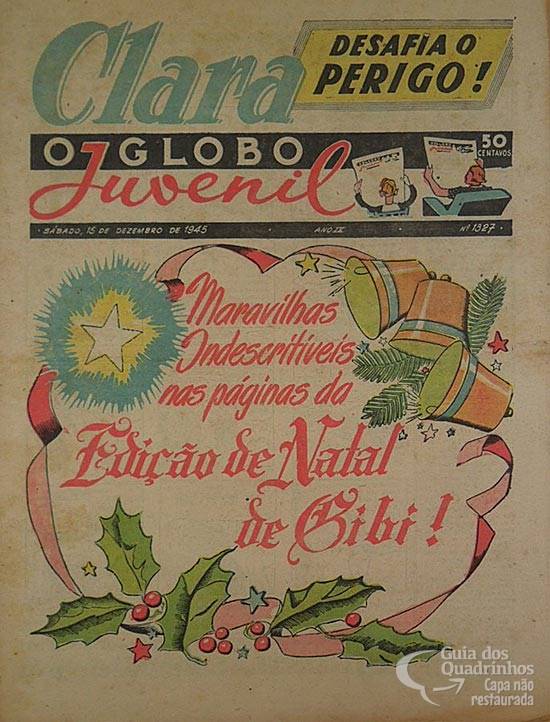 Clara
DESAFIA O
PERIGO!
O GLOBO
Juvenil
50
CENTAVOS
SÁBADO, 15 DE DEZEMBRO DE 1945 ANO IX Nº 1327
Maravilhas
Indescritíveis
nas páginas da
Edição de Natal
de Gibi!
Guia dos
Quadrinhos
Capa não
restaurada